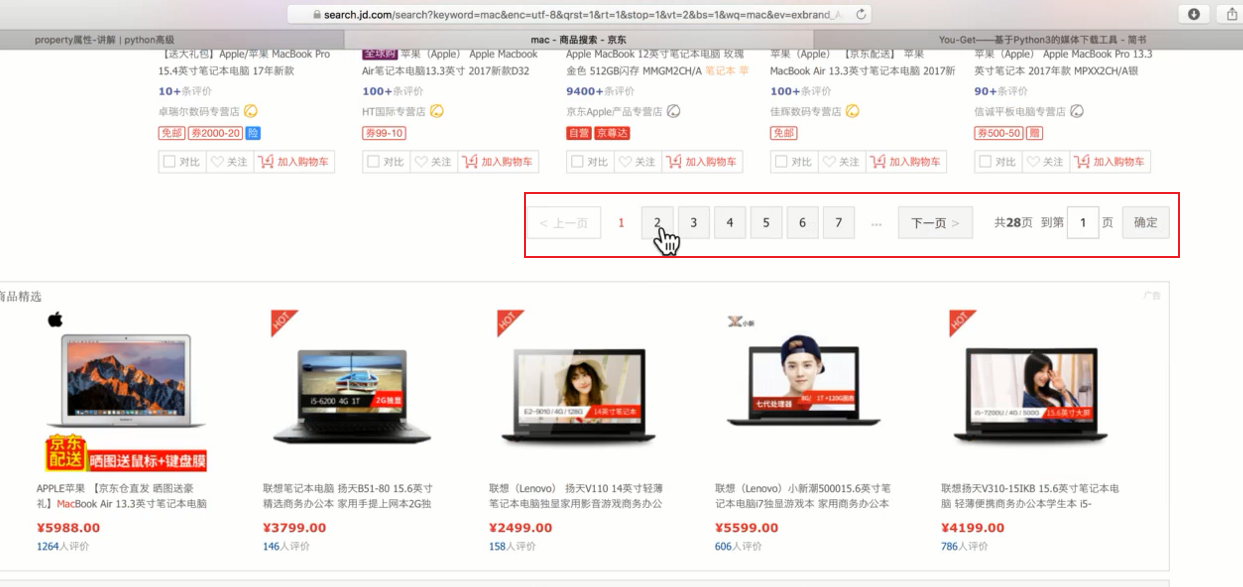 search.jd.com/search?keyword=mac&enc=utf-8&qrst=1&rt=1&stop=1&vt=2&bs=1&wq=mac&ev=exbrand_A
property属性-讲解 | python高级
mac - 商品搜索 - 京东
You-Get——基于Python3的媒体下载工具 - 简书
【送大礼包】Apple/苹果 MacBook Pro
15.4英寸笔记本电脑 17年新款
10+条评价
卓瑞尔数码专营店
免邮 券2000-20 险
对比 关注 加入购物车
全球购 苹果（Apple） Apple Macbook
Air笔记本电脑13.3英寸 2017新款D32
100+条评价
HT国际专营店
券99-10
对比 关注 加入购物车
Apple MacBook 12英寸笔记本电脑 玫瑰
金色 512GB闪存 MMGM2CH/A 笔记本 苹
9400+条评价
京东Apple产品专营店
自营 京尊达
对比 关注 加入购物车
苹果（Apple） 【京东配送】 苹果
MacBook Air 13.3英寸笔记本电脑 2017新
100+条评价
佳辉数码专营店
免邮
对比 关注 加入购物车
苹果（Apple） Apple MacBook Pro 13.3
英寸笔记本 2017年款 MPXX2CH/A银
90+条评价
信诚平板电脑专营店
券500-50 赠
对比 关注 加入购物车
< 上一页 1 2 3 4 5 6 7 ... 下一页 > 共28页 到第 1 页 确定
商品精选
广告
京东
配送
晒图送鼠标+键盘膜
APPLE苹果 【京东仓直发 晒图送豪
礼】MacBook Air 13.3英寸笔记本电脑
¥5988.00
1264人评价
HOT
i5-6200 4G 1T 2G独显
联想笔记本电脑 扬天B51-80 15.6英寸
精选商务办公本 家用手提上网本2G独
¥3799.00
146人评价
HOT
E2-9010/4G/128G 14英寸笔记本
联想（Lenovo） 扬天V110 14英寸轻薄
笔记本电脑独显家用影音游戏商务办公
¥2499.00
158人评价
小新
七代处理器
联想（Lenovo）小新潮500015.6英寸笔
记本电脑i7独显游戏本 家用商务办公本
¥5599.00
606人评价
HOT
i5-7200U/4G/500G 15.6英寸大屏
联想扬天V310-15IKB 15.6英寸笔记本电
脑 轻薄便携商务办公本学生本 i5-
¥4199.00
786人评价